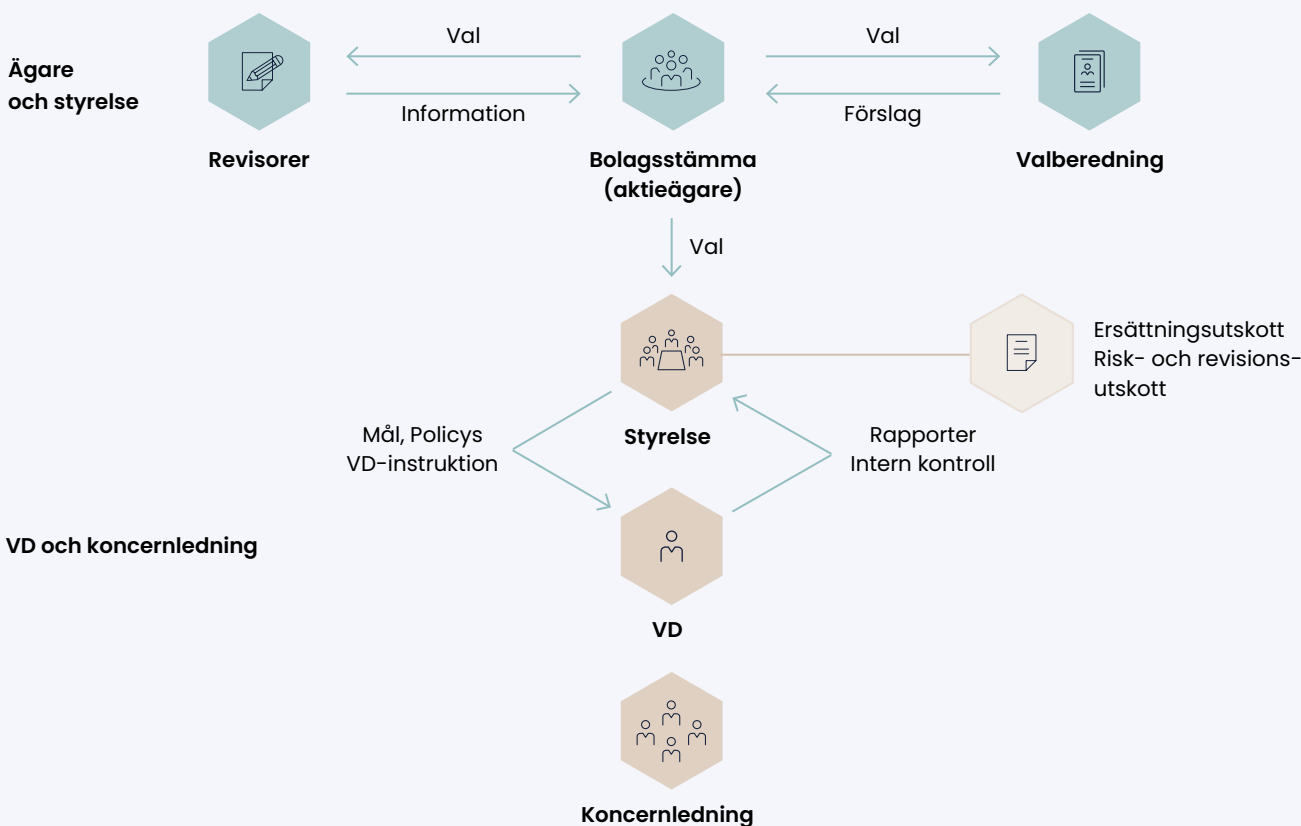 Ägare
och styrelse
Val
Val
Information
Förslag
Revisorer
Bolagsstämma
(aktieägare)
Valberedning
Val
Ersättningsutskott
Risk- och revisions-
utskott
Styrelse
Mål, Policys
VD-instruktion
Rapporter
Intern kontroll
VD och koncernledning
VD
Koncernledning